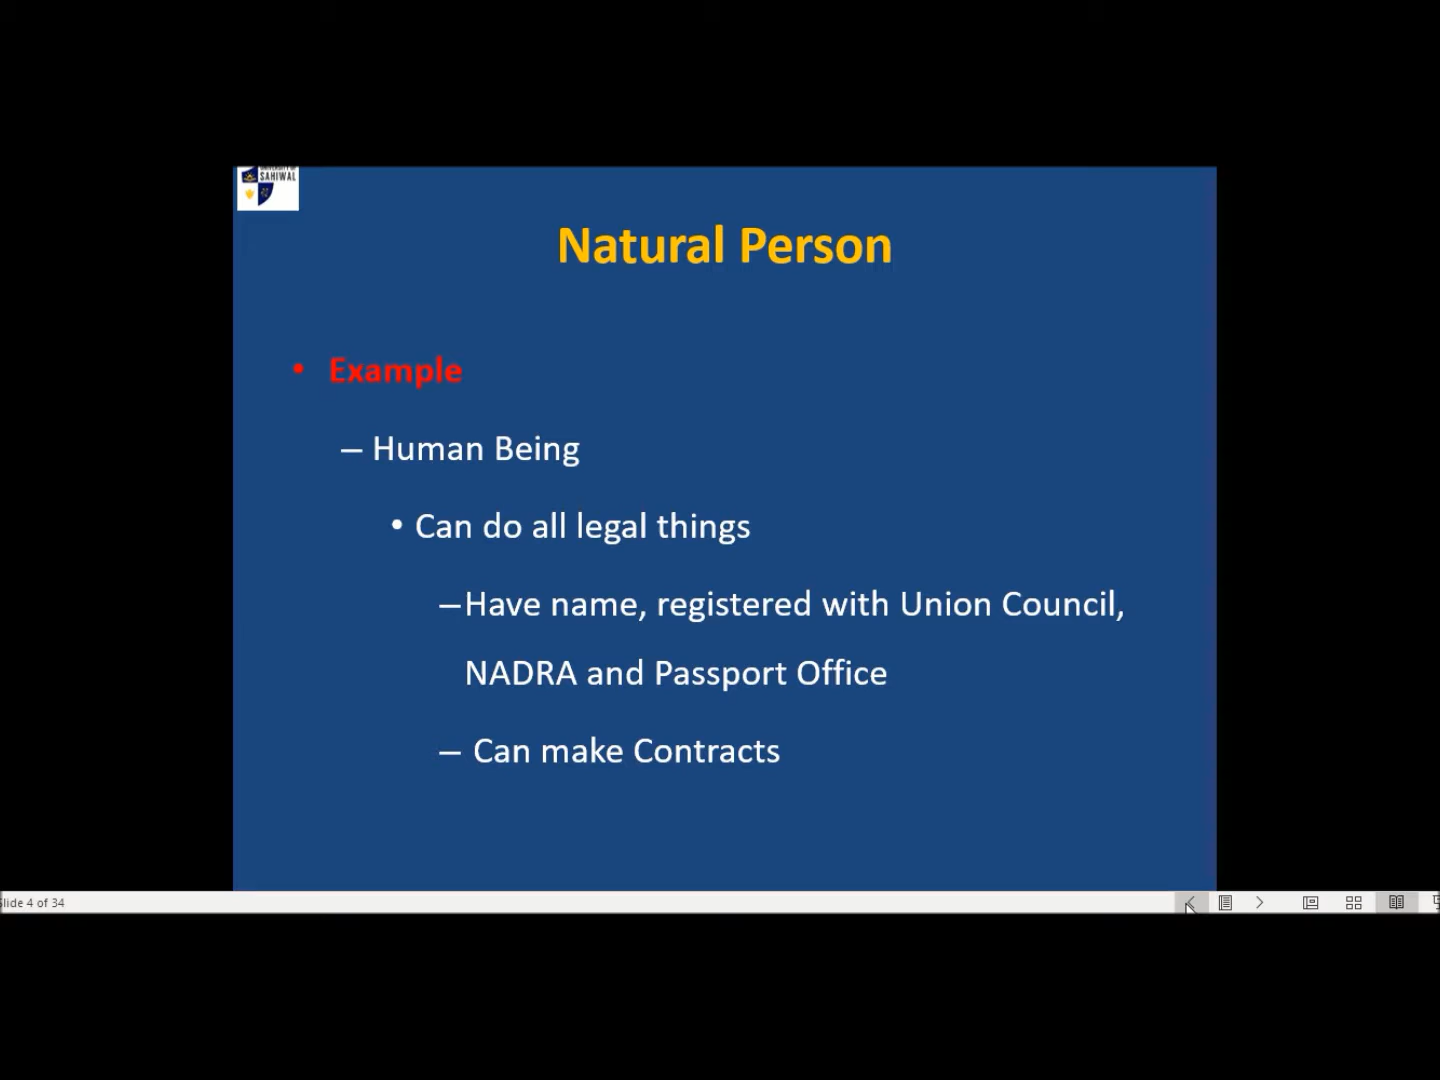 SAHIWAL
Natural Person
• Example
– Human Being
• Can do all legal things
–Have name, registered with Union Council,
NADRA and Passport Office
– Can make Contracts
lide 4 of 34